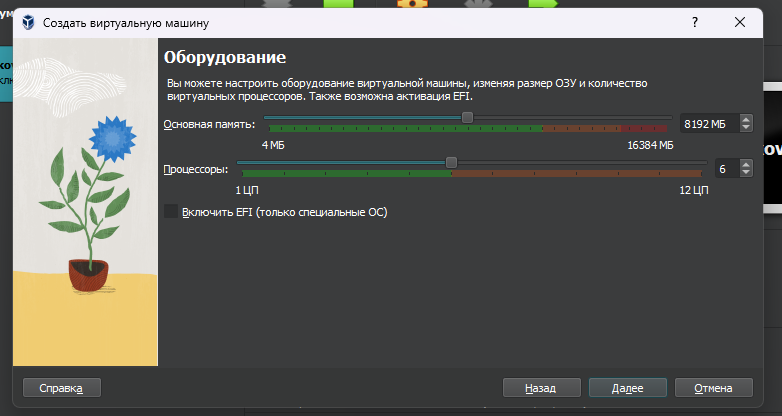 Создать виртуальную машину
?
Оборудование
Вы можете настроить оборудование виртуальной машины, изменяя размер ОЗУ и количество
виртуальных процессоров. Также возможна активация EFI.
Основная память:
8192 МБ
4 МБ
16384 МБ
Процессоры:
6
1 ЦП
12 ЦП
Включить EFI (только специальные ОС)
Справка
Назад
Далее
Отмена